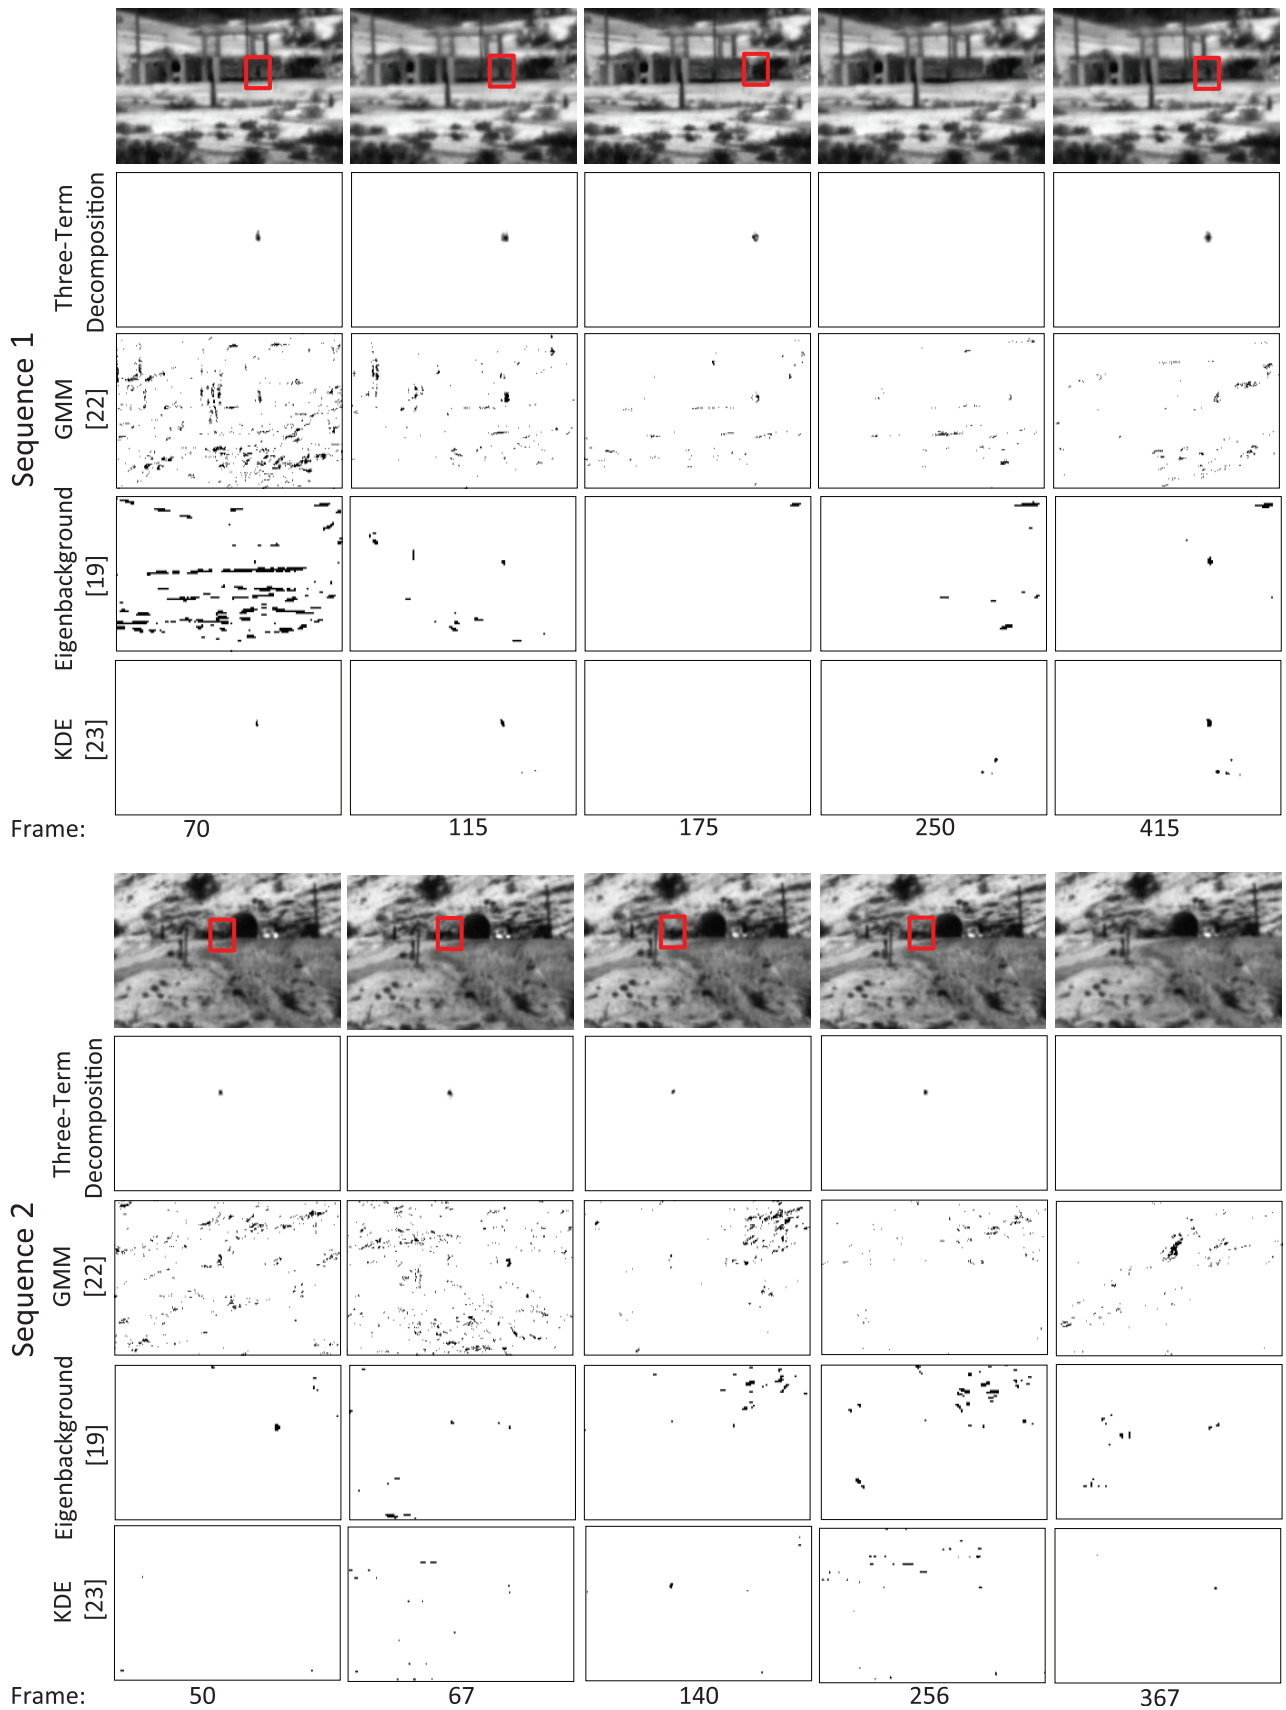 Sequence 1
Three-Term
Decomposition
GMM
[22]
Eigenbackground
[19]
KDE
[23]
Frame: 70 115 175 250 415
Sequence 2
Three-Term
Decomposition
GMM
[22]
Eigenbackground
[19]
KDE
[23]
Frame: 50 67 140 256 367